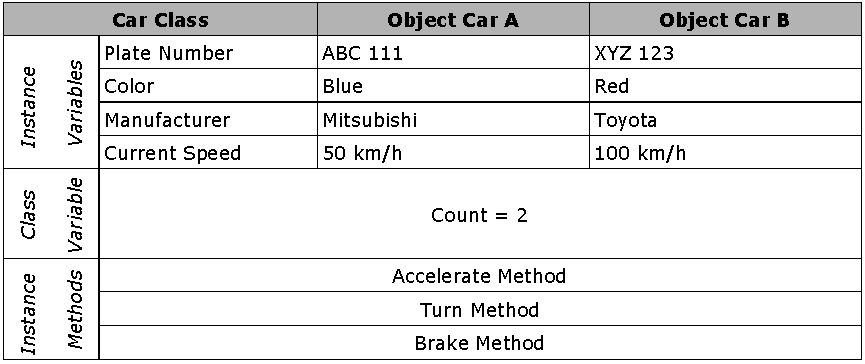 Car Class Object Car A Object Car B
Instance Variables
Plate Number ABC 111 XYZ 123
Color Blue Red
Manufacturer Mitsubishi Toyota
Current Speed 50 km/h 100 km/h
Class Variable
Count = 2
Instance Methods
Accelerate Method
Turn Method
Brake Method